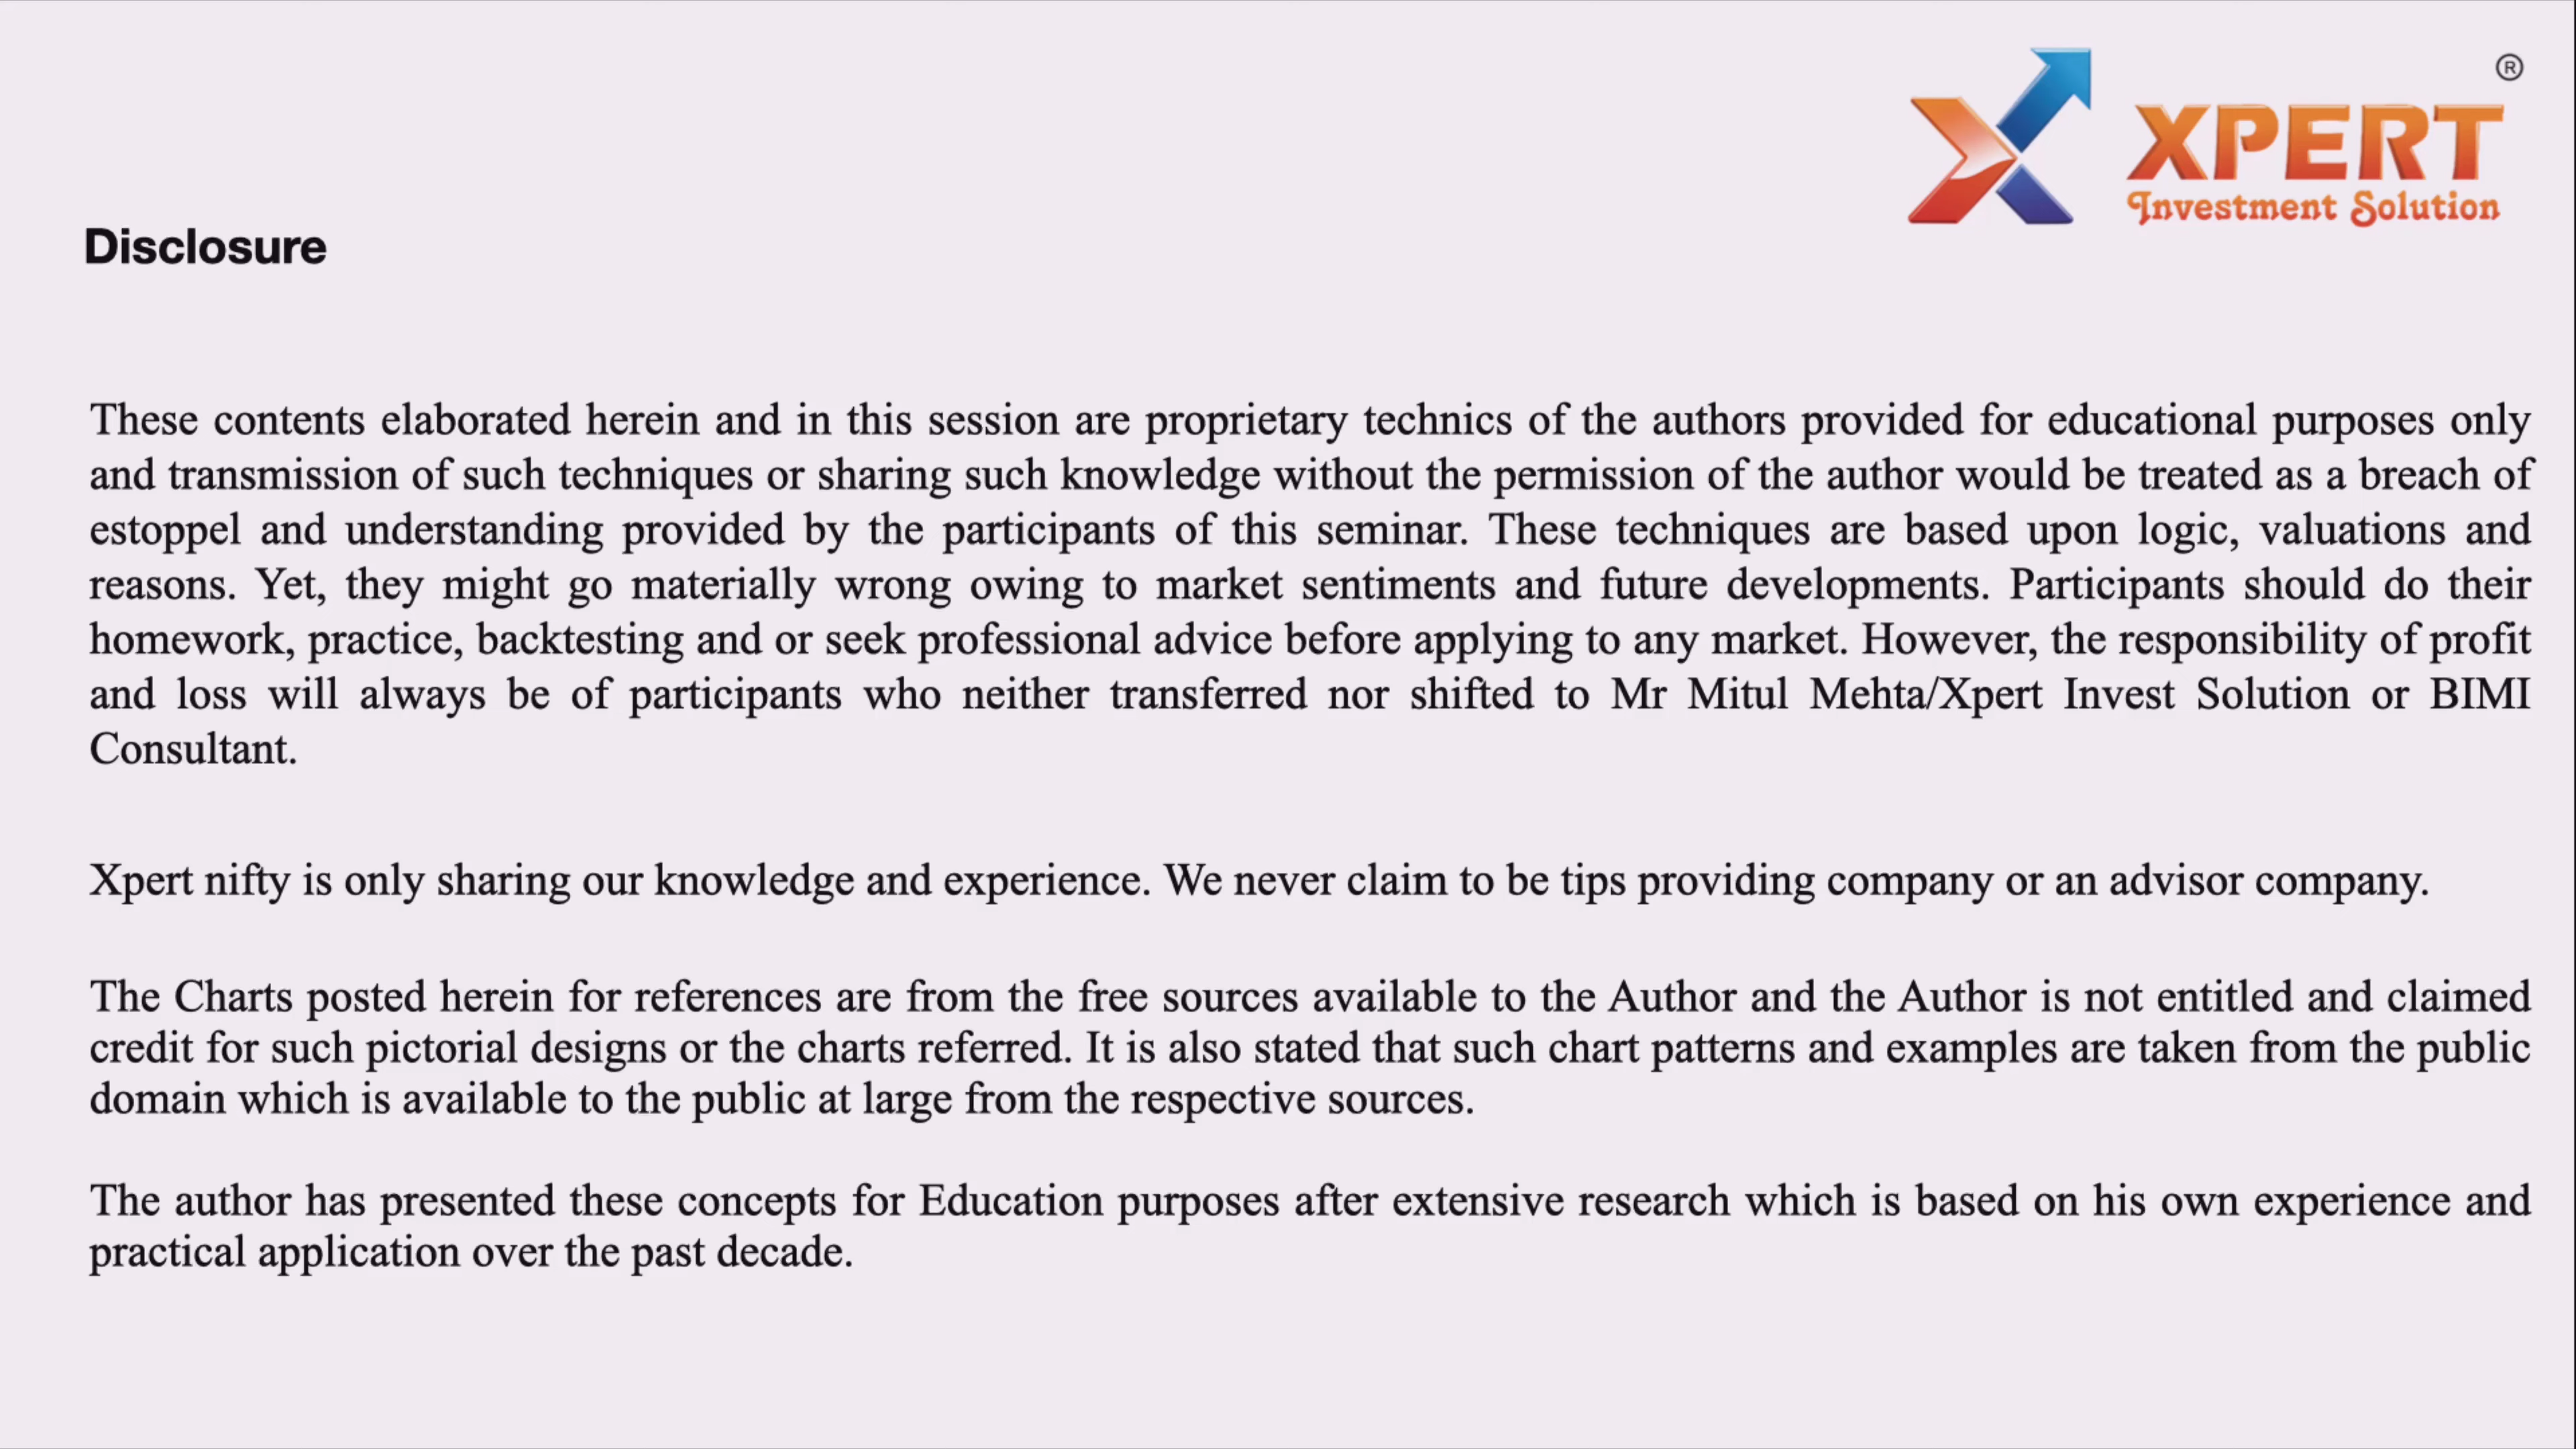 ®
XPERT
Investment Solution
Disclosure
These contents elaborated herein and in this session are proprietary technics of the authors provided for educational purposes only
and transmission of such techniques or sharing such knowledge without the permission of the author would be treated as a breach of
estoppel and understanding provided by the participants of this seminar. These techniques are based upon logic, valuations and
reasons. Yet, they might go materially wrong owing to market sentiments and future developments. Participants should do their
homework, practice, backtesting and or seek professional advice before applying to any market. However, the responsibility of profit
and loss will always be of participants who neither transferred nor shifted to Mr Mitul Mehta/Xpert Invest Solution or BIMI
Consultant.
Xpert nifty is only sharing our knowledge and experience. We never claim to be tips providing company or an advisor company.
The Charts posted herein for references are from the free sources available to the Author and the Author is not entitled and claimed
credit for such pictorial designs or the charts referred. It is also stated that such chart patterns and examples are taken from the public
domain which is available to the public at large from the respective sources.
The author has presented these concepts for Education purposes after extensive research which is based on his own experience and
practical application over the past decade.